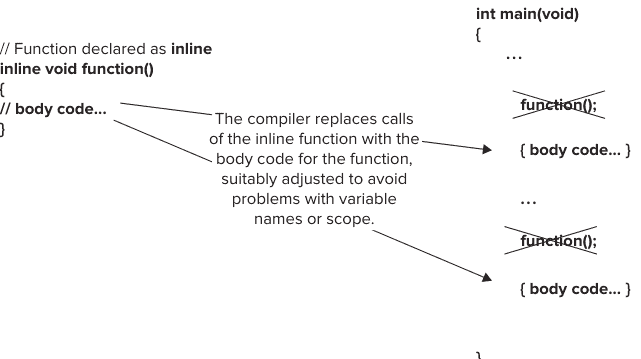 // Function declared as inline
inline void function()
{
// body code...
}
The compiler replaces calls
of the inline function with the
body code for the function,
suitably adjusted to avoid
problems with variable
names or scope.
int main(void)
{
...
function();
{ body code... }
...
function();
{ body code... }
}